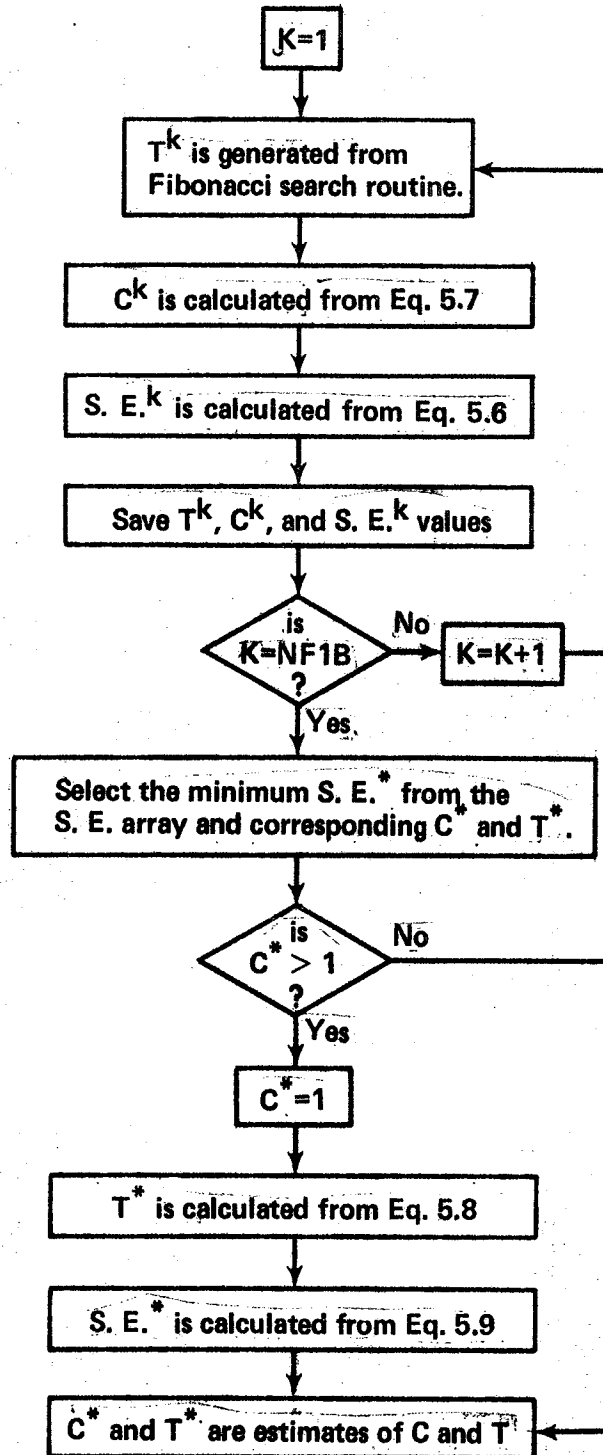 K=1
T^k is generated from
Fibonacci search routine.
C^k is calculated from Eq. 5.7
S. E.^k is calculated from Eq. 5.6
Save T^k, C^k, and S. E.^k values
is
K=NF1B
?
No
K=K+1
Yes
Select the minimum S. E.* from the
S. E. array and corresponding C* and T*.
is
C* > 1
?
No
Yes
C*=1
T* is calculated from Eq. 5.8
S. E.* is calculated from Eq. 5.9
C* and T* are estimates of C and T